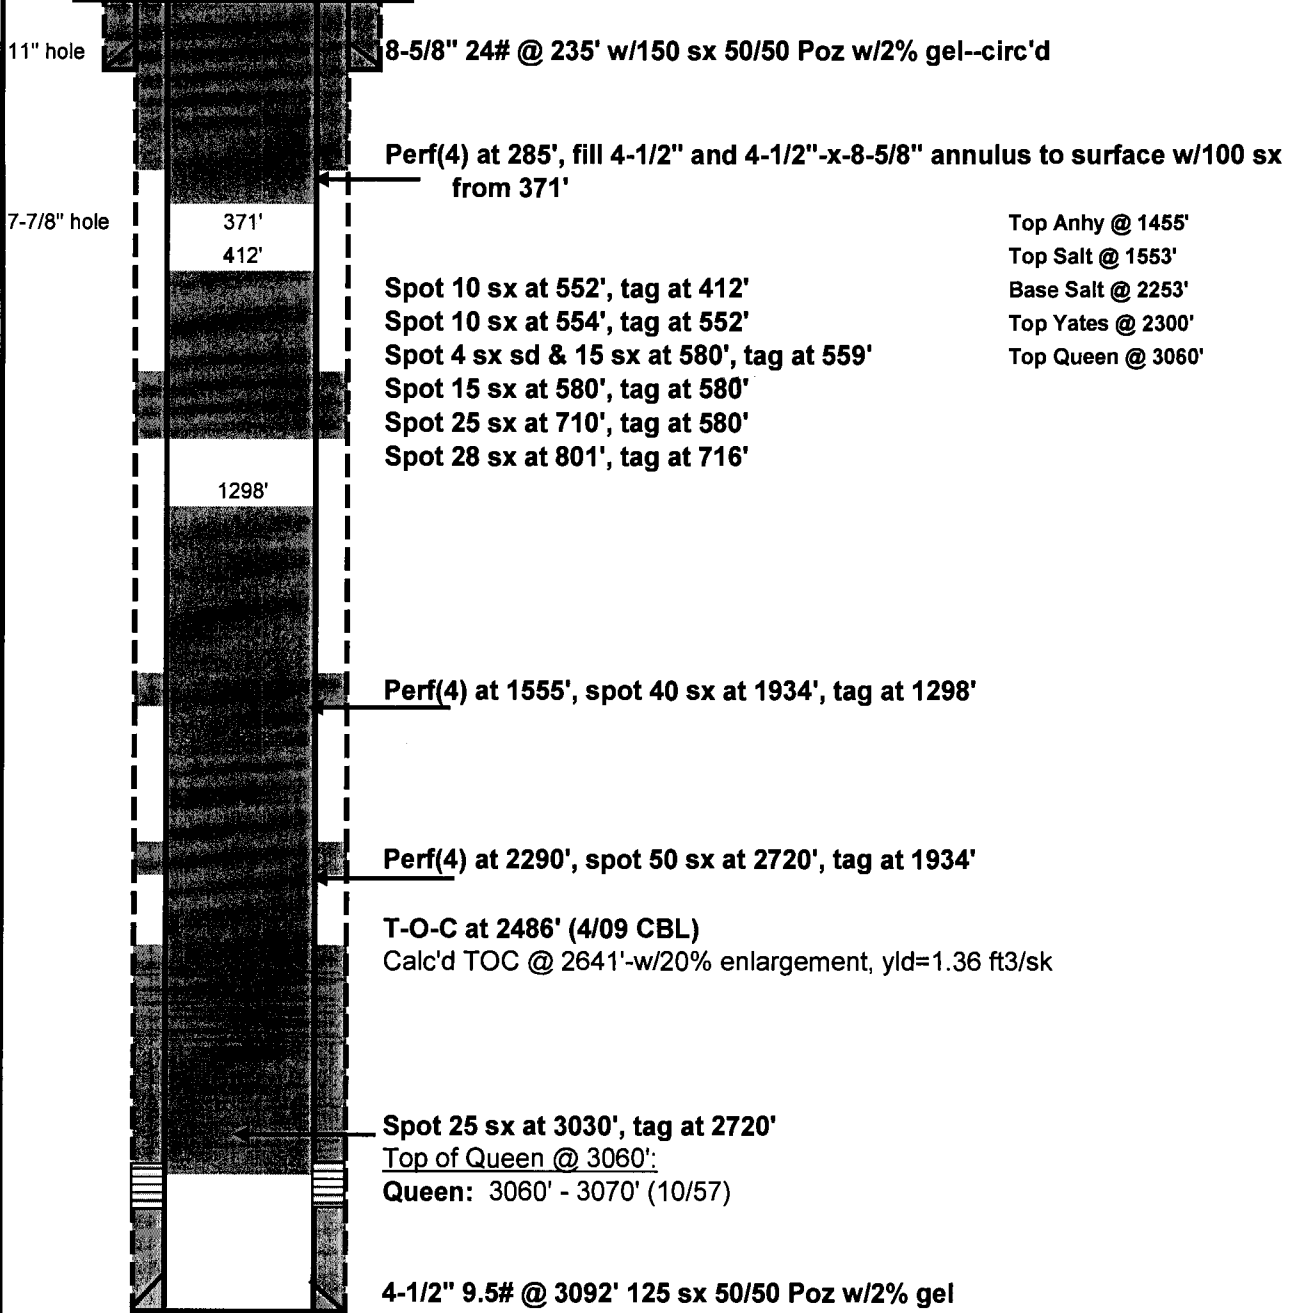 11" hole
8-5/8" 24# @ 235' w/150 sx 50/50 Poz w/2% gel--circ'd
Perf(4) at 285', fill 4-1/2" and 4-1/2"-x-8-5/8" annulus to surface w/100 sx
from 371'
7-7/8" hole
371'
412'
Top Anhy @ 1455'
Top Salt @ 1553'
Base Salt @ 2253'
Top Yates @ 2300'
Top Queen @ 3060'
Spot 10 sx at 552', tag at 412'
Spot 10 sx at 554', tag at 552'
Spot 4 sx sd & 15 sx at 580', tag at 559'
Spot 15 sx at 580', tag at 580'
Spot 25 sx at 710', tag at 580'
Spot 28 sx at 801', tag at 716'
1298'
Perf(4) at 1555', spot 40 sx at 1934', tag at 1298'
Perf(4) at 2290', spot 50 sx at 2720', tag at 1934'
T-O-C at 2486' (4/09 CBL)
Calc'd TOC @ 2641'-w/20% enlargement, yld=1.36 ft3/sk
Spot 25 sx at 3030', tag at 2720'
Top of Queen @ 3060':
Queen: 3060' - 3070' (10/57)
4-1/2" 9.5# @ 3092' 125 sx 50/50 Poz w/2% gel